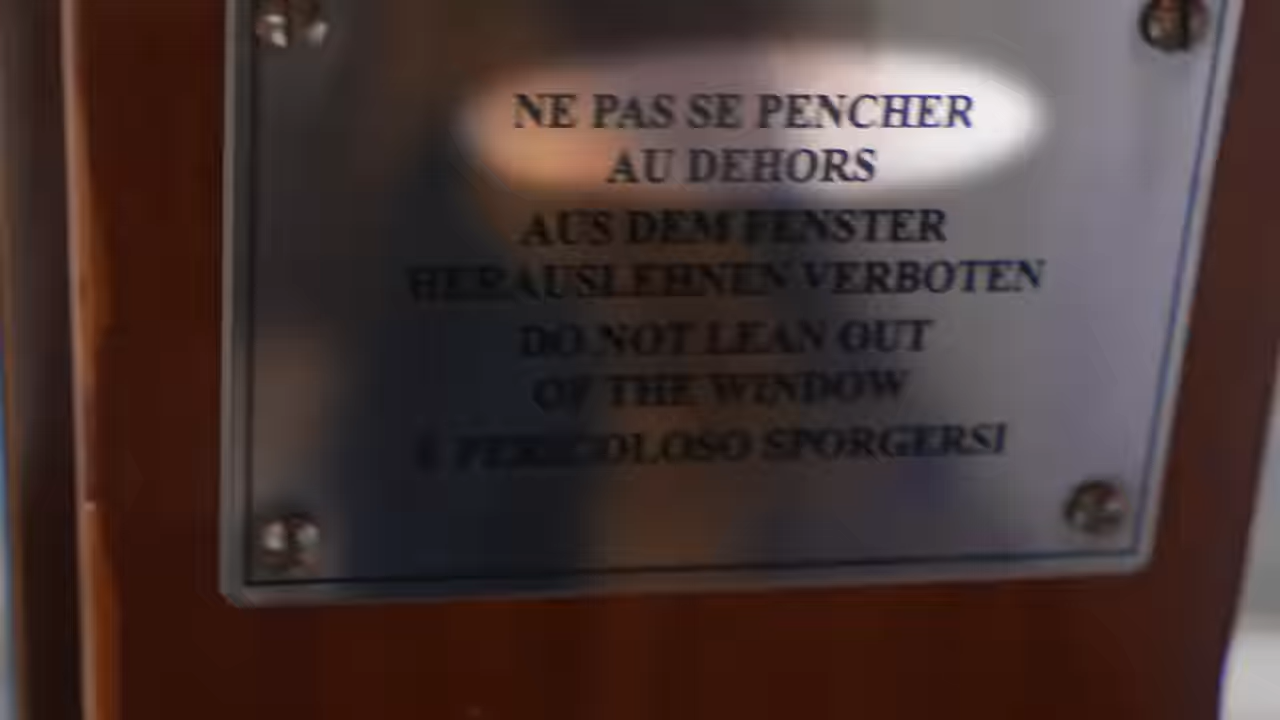 NE PAS SE PENCHER
AU DEHORS
AUS DEM FENSTER
HERAUSLEHNEN VERBOTEN
DO NOT LEAN OUT
OF THE WINDOW
È PERICOLOSO SPORGERSI